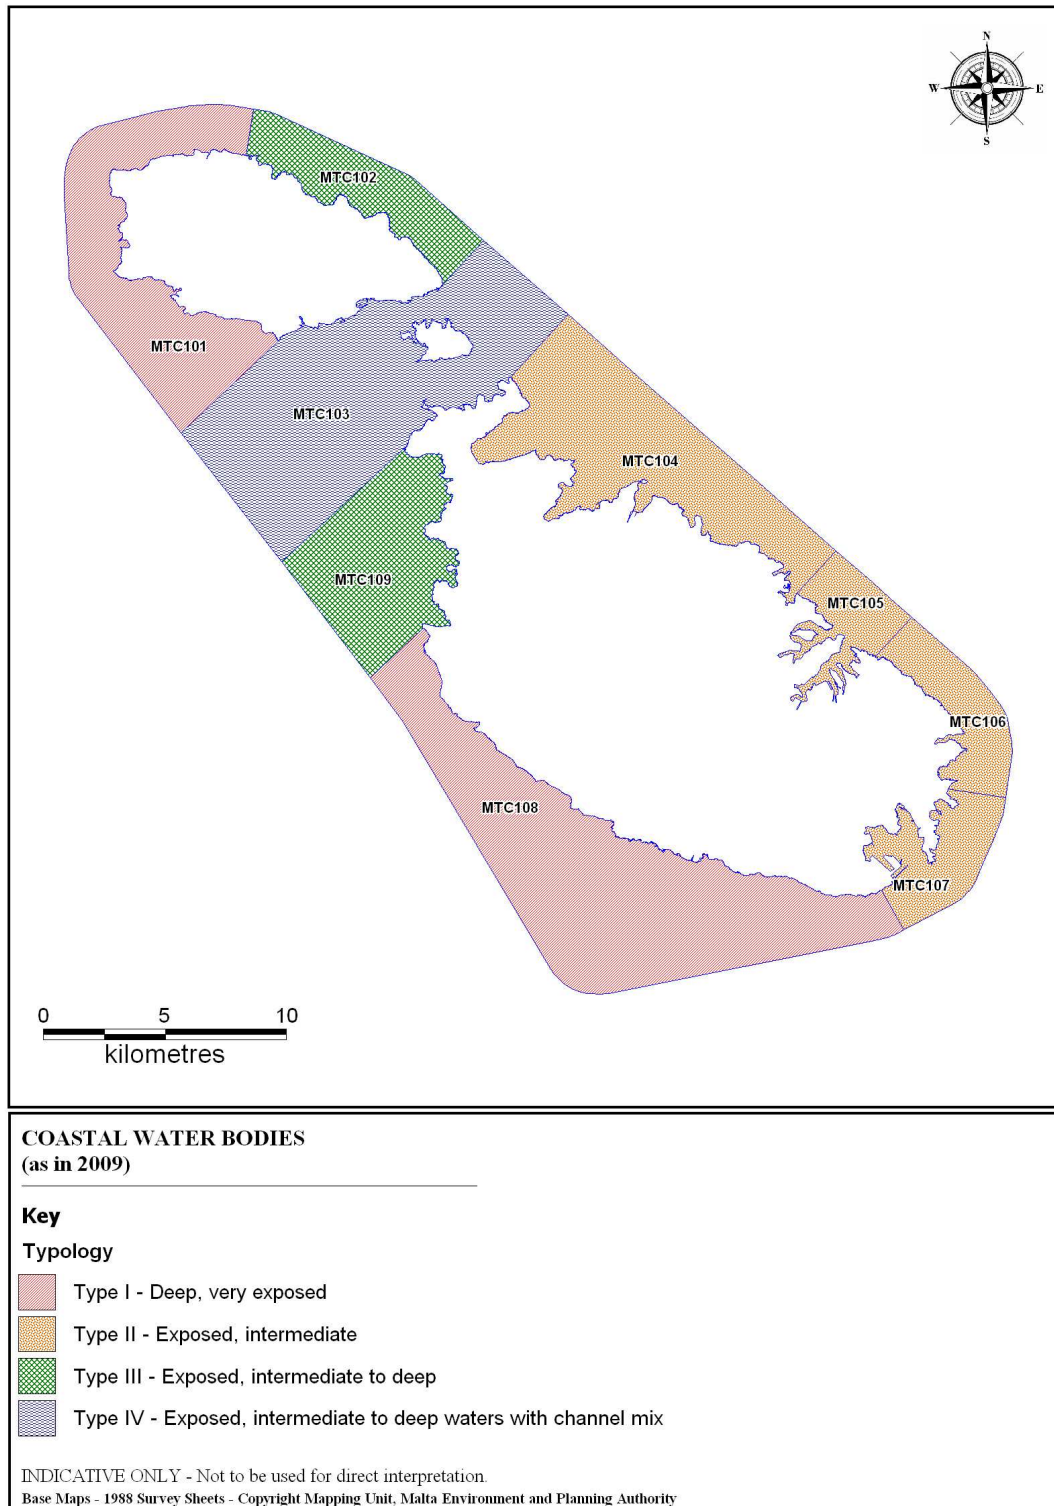 N
W E
S
MTC102
MTC101
MTC103
MTC104
MTC109
MTC105
MTC106
MTC108
MTC107
0 5 10
kilometres
COASTAL WATER BODIES
(as in 2009)
Key
Typology
Type I - Deep, very exposed
Type II - Exposed, intermediate
Type III - Exposed, intermediate to deep
Type IV - Exposed, intermediate to deep waters with channel mix
INDICATIVE ONLY - Not to be used for direct interpretation.
Base Maps - 1988 Survey Sheets - Copyright Mapping Unit, Malta Environment and Planning Authority